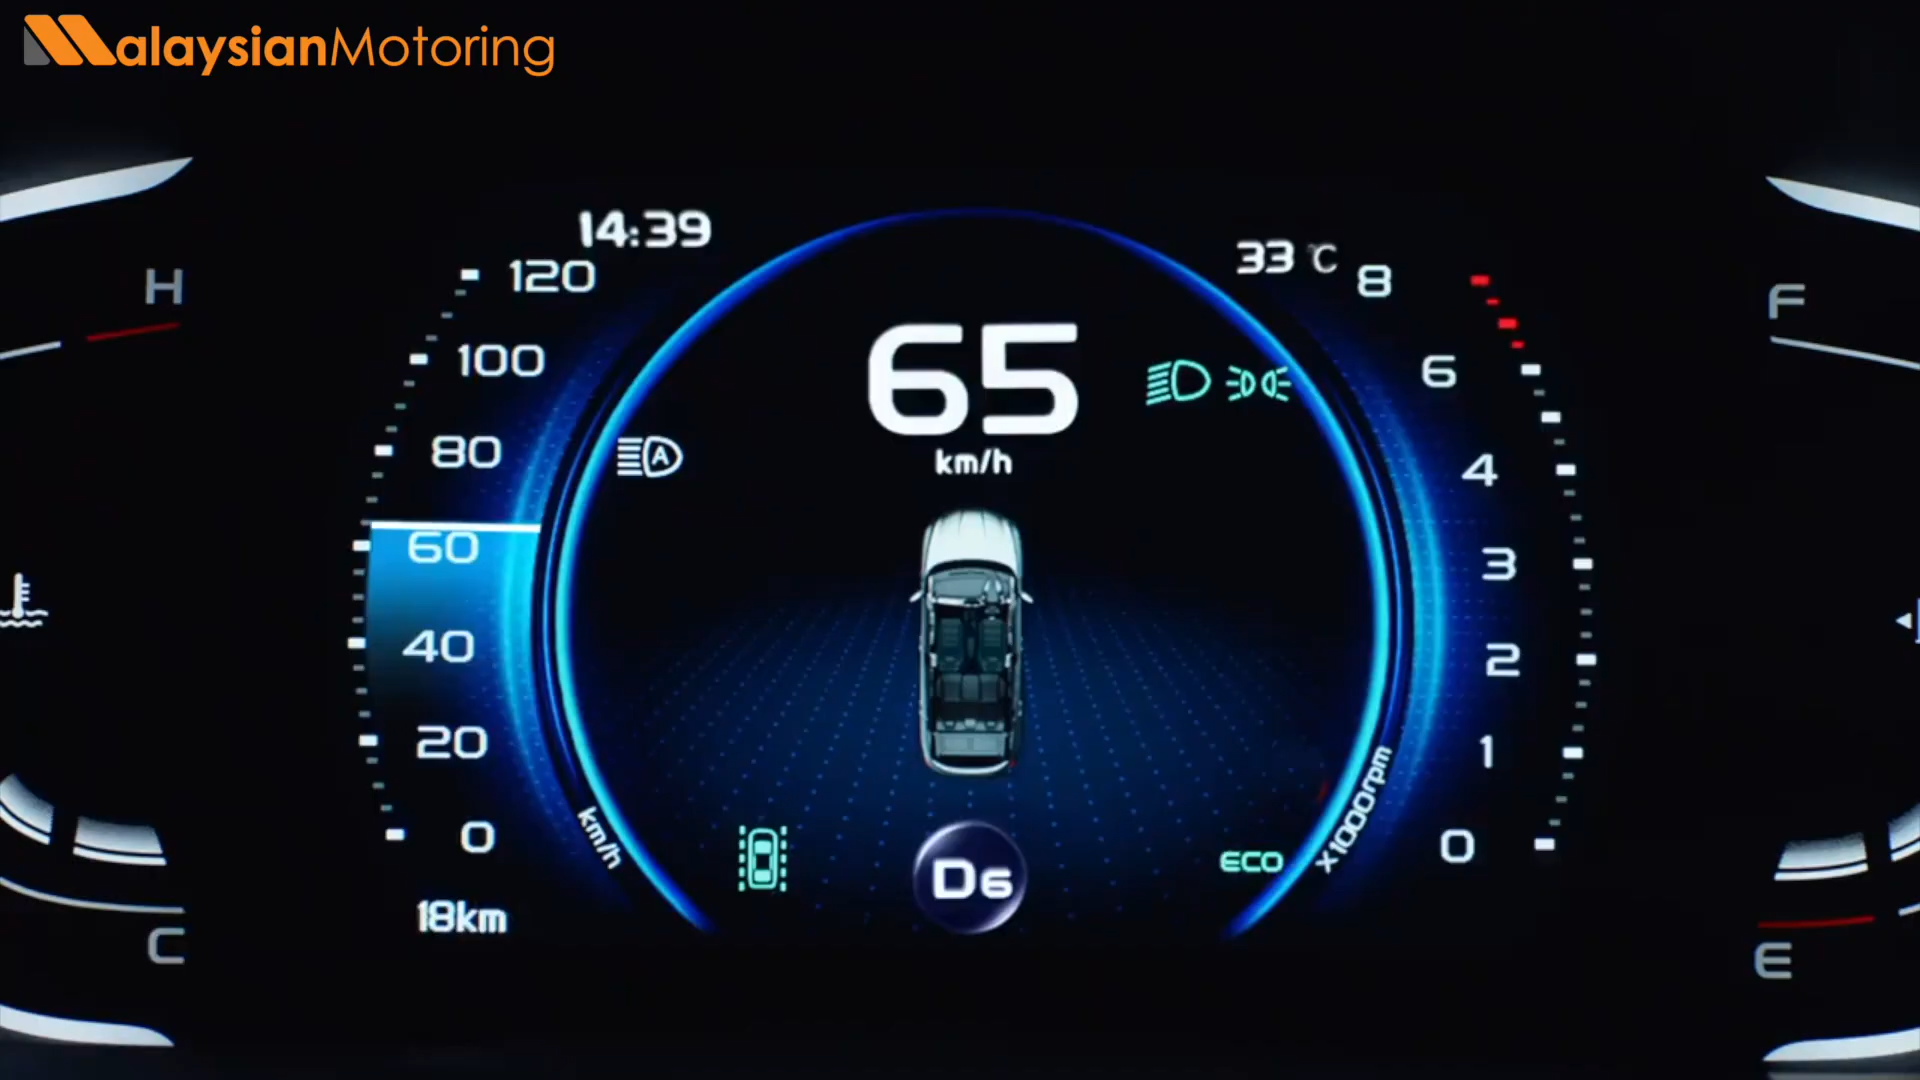 MalaysianMotoring
14:39
33 ℃
H
120
100
80
60
40
20
0
km/h
18km
C
65
km/h
A
D6
ECO
8
6
4
3
2
1
0
x1000rpm
F
E